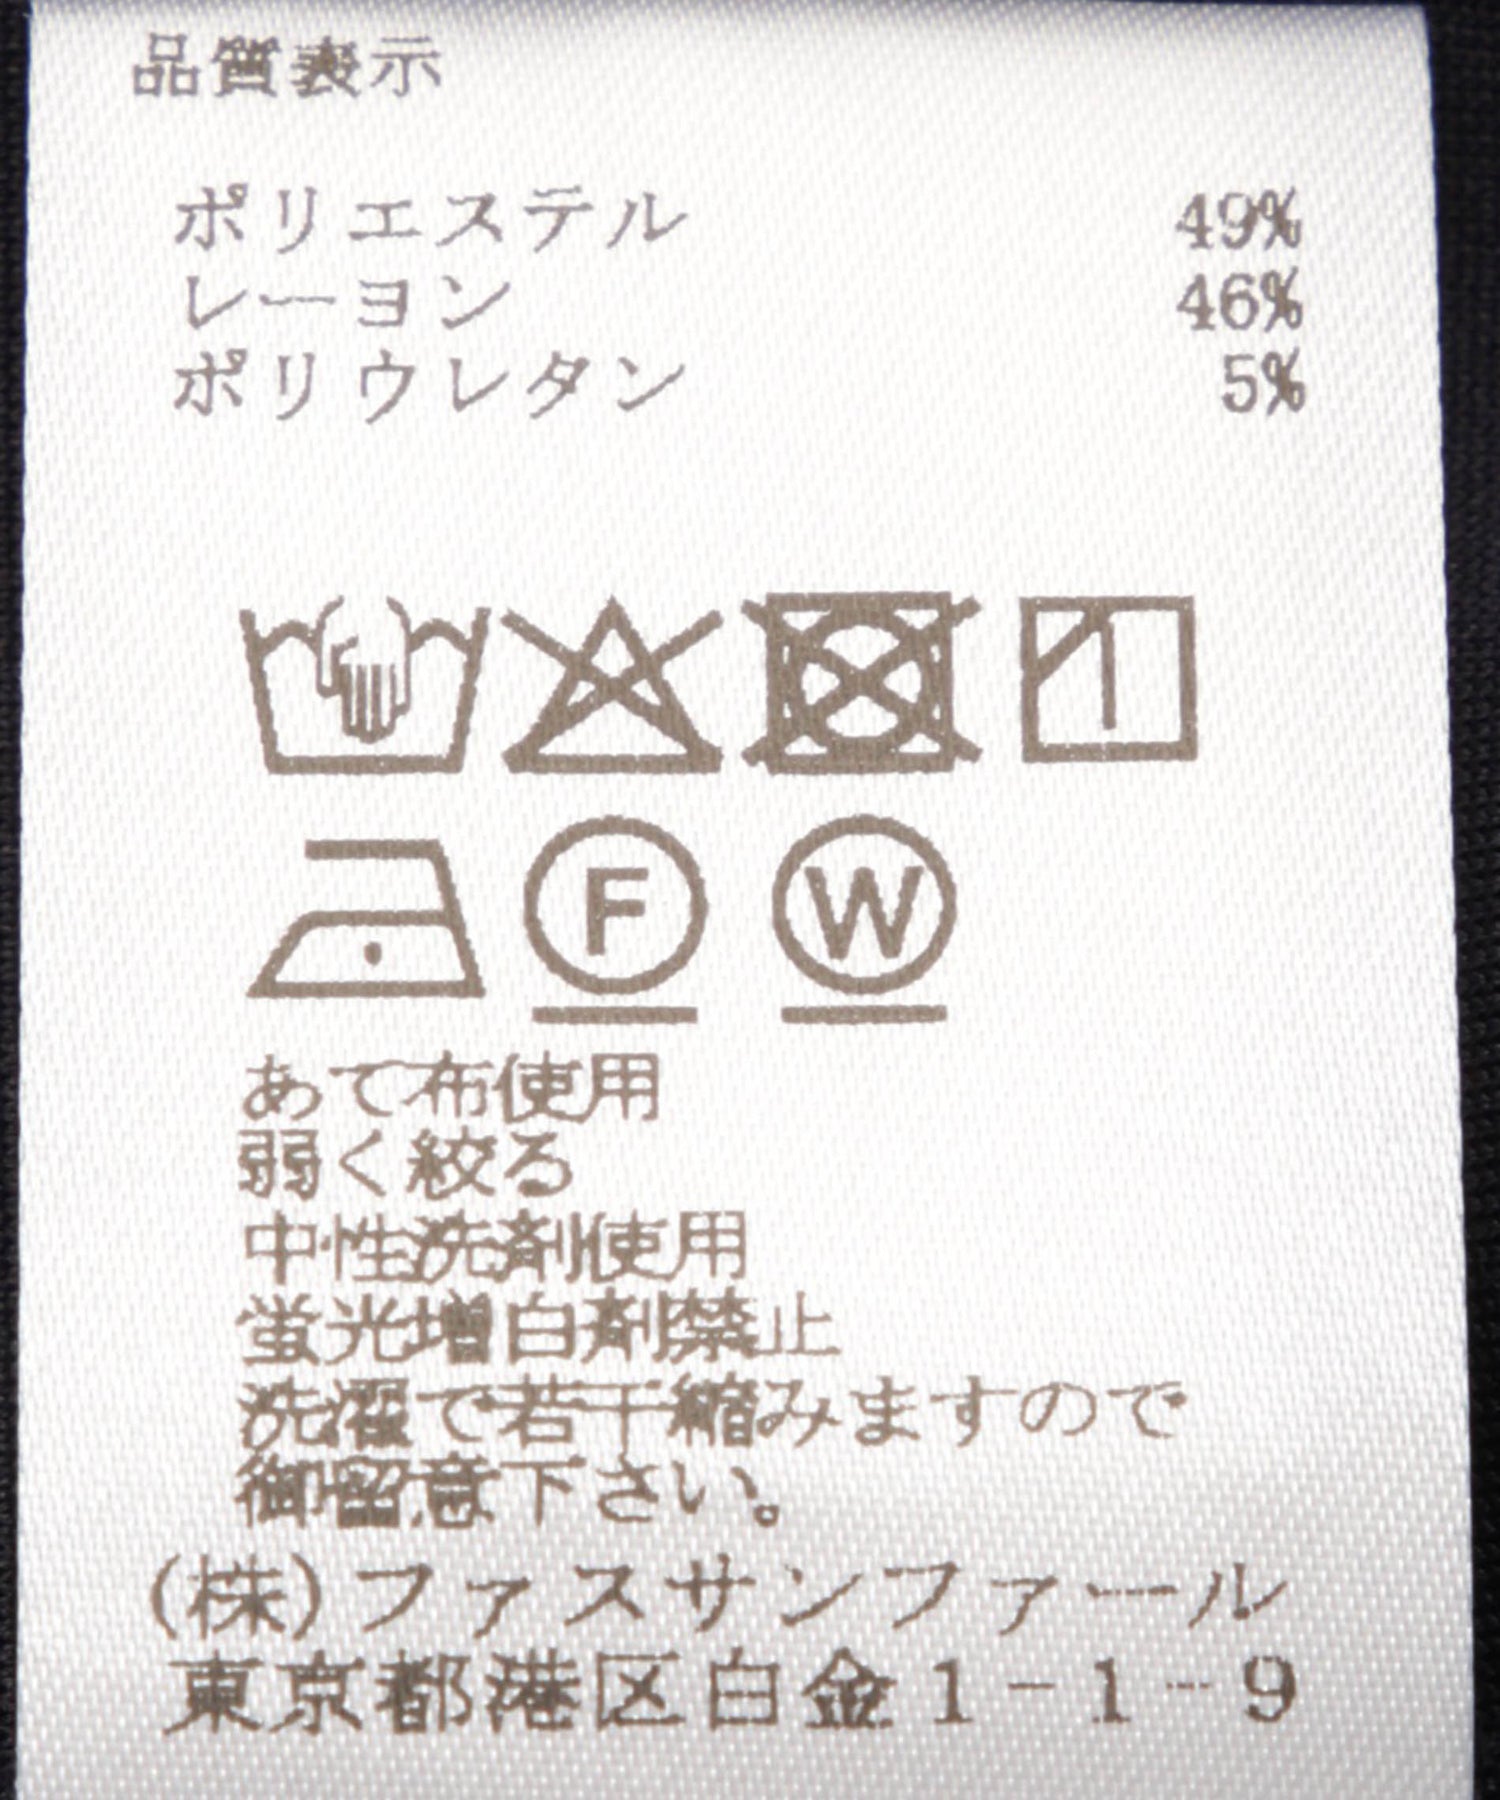 品質表示
ポリエステル 49%
レーヨン 46%
ポリウレタン 5%
F W
あて布使用
弱く絞る
中性洗剤使用
蛍光増白剤禁止
洗濯で若干縮みますので
御留意下さい。
(株)ファスサンファール
東京都港区白金1-1-9